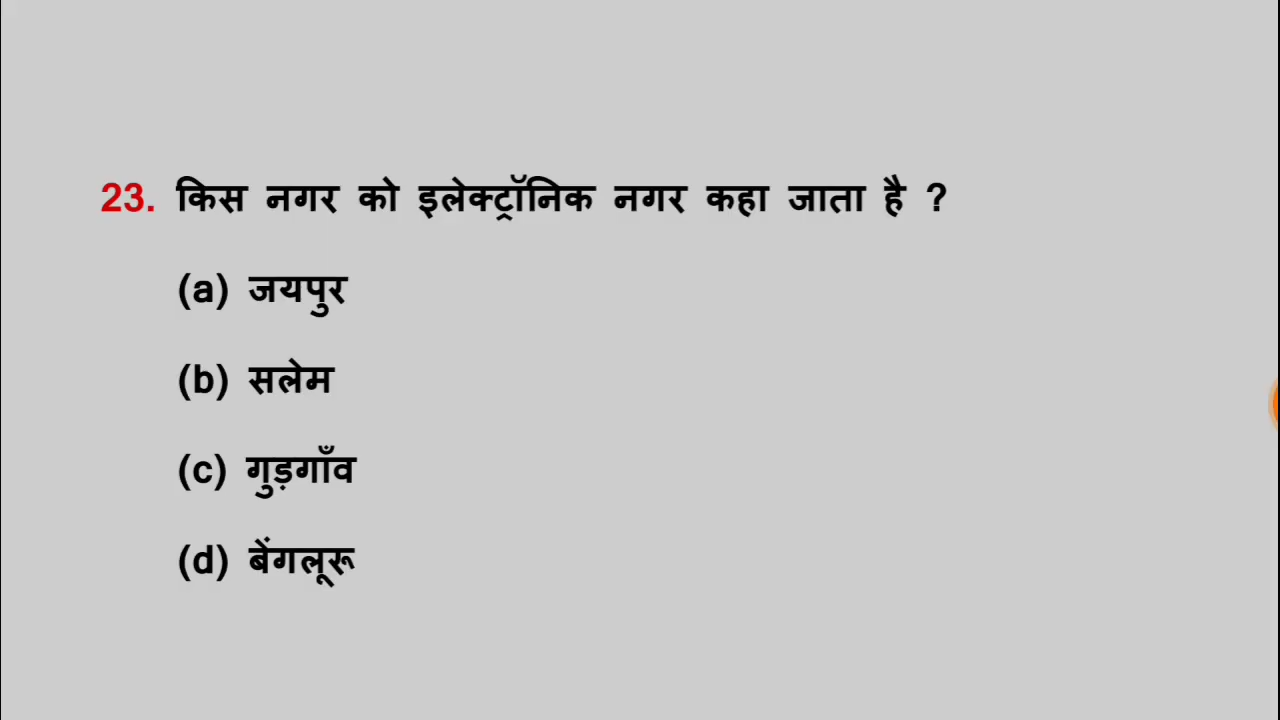 23. किस नगर को इलेक्ट्रॉनिक नगर कहा जाता है ?
(a) जयपुर
(b) सलेम
(c) गुड़गाँव
(d) बेंगलूरू